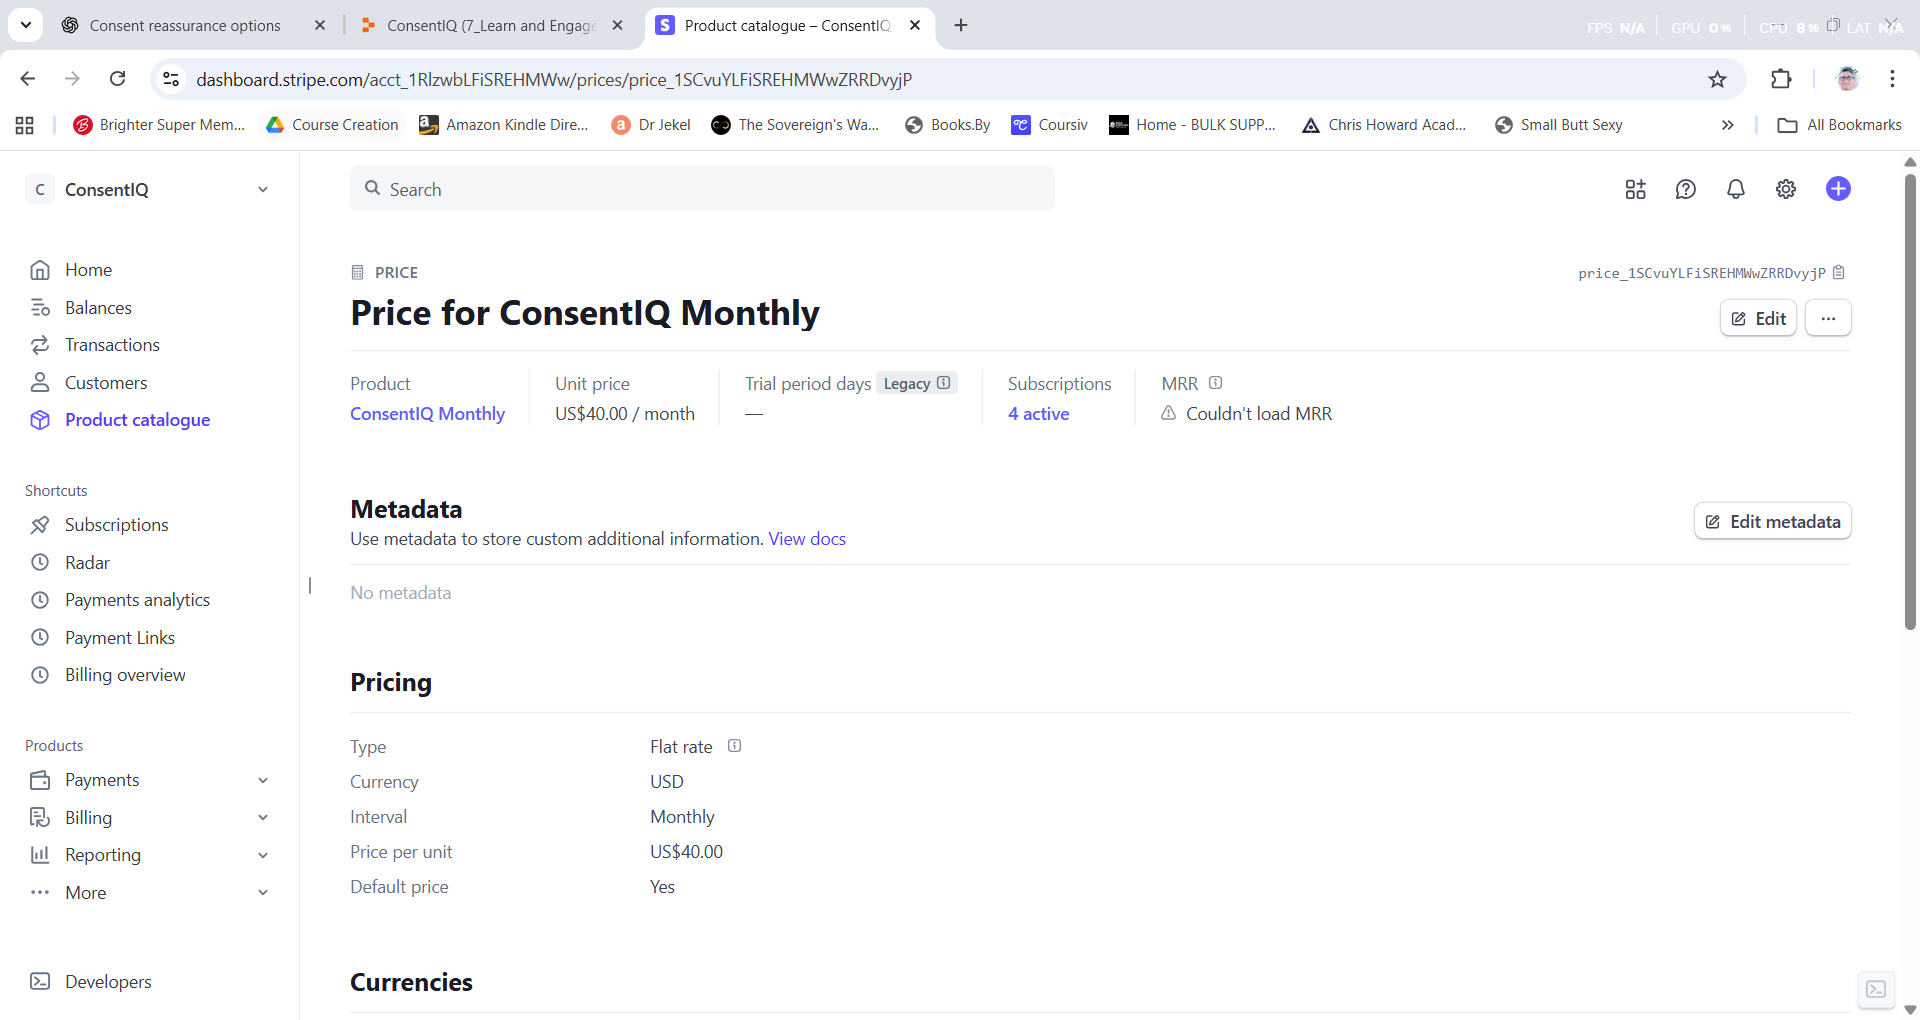 Consent reassurance options
ConsentIQ (7_Learn and Engage
Product catalogue – ConsentIQ
FPS N/A GPU 0% CPU 8% LAT N/A
dashboard.stripe.com/acct_1RlzwbLFiSREHMWw/prices/price_1SCvuYLFiSREHMWwZRRDvyjP
Brighter Super Mem...
Course Creation
Amazon Kindle Dire...
Dr Jekel
The Sovereign's Wa...
Books.By
Coursiv
Home - BULK SUPP...
Chris Howard Acad...
Small Butt Sexy
All Bookmarks
C ConsentIQ
Search
Home
Balances
Transactions
Customers
Product catalogue
Shortcuts
Subscriptions
Radar
Payments analytics
Payment Links
Billing overview
Products
Payments
Billing
Reporting
More
Developers
PRICE
price_1SCvuYLFiSREHMWwZRRDvyjP
Price for ConsentIQ Monthly
Edit
Product
ConsentIQ Monthly
Unit price
US$40.00 / month
Trial period days Legacy
—
Subscriptions
4 active
MRR
Couldn't load MRR
Metadata
Use metadata to store custom additional information. View docs
Edit metadata
No metadata
Pricing
Type Flat rate
Currency USD
Interval Monthly
Price per unit US$40.00
Default price Yes
Currencies